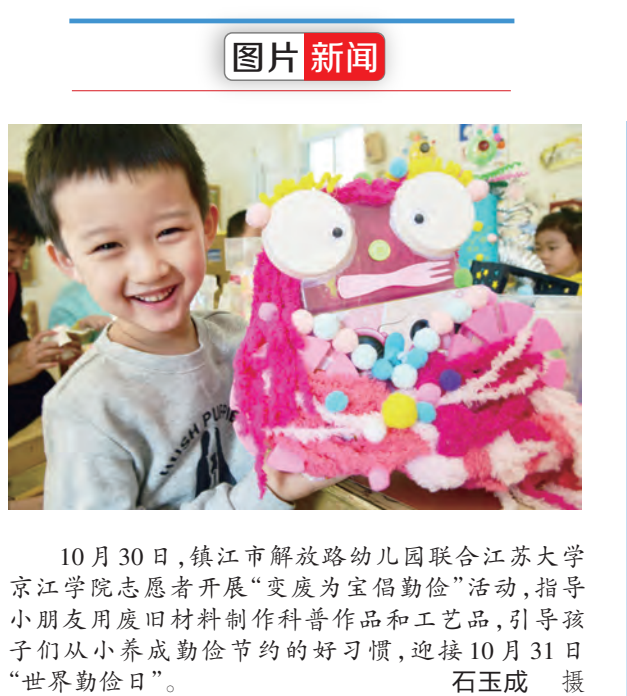 图片新闻
HUSH PUPPIE
10月30日,镇江市解放路幼儿园联合江苏大学
京江学院志愿者开展“变废为宝倡勤俭”活动,指导
小朋友用废旧材料制作科普作品和工艺品,引导孩
子们从小养成勤俭节约的好习惯,迎接10月31日
“世界勤俭日”。 石玉成 摄